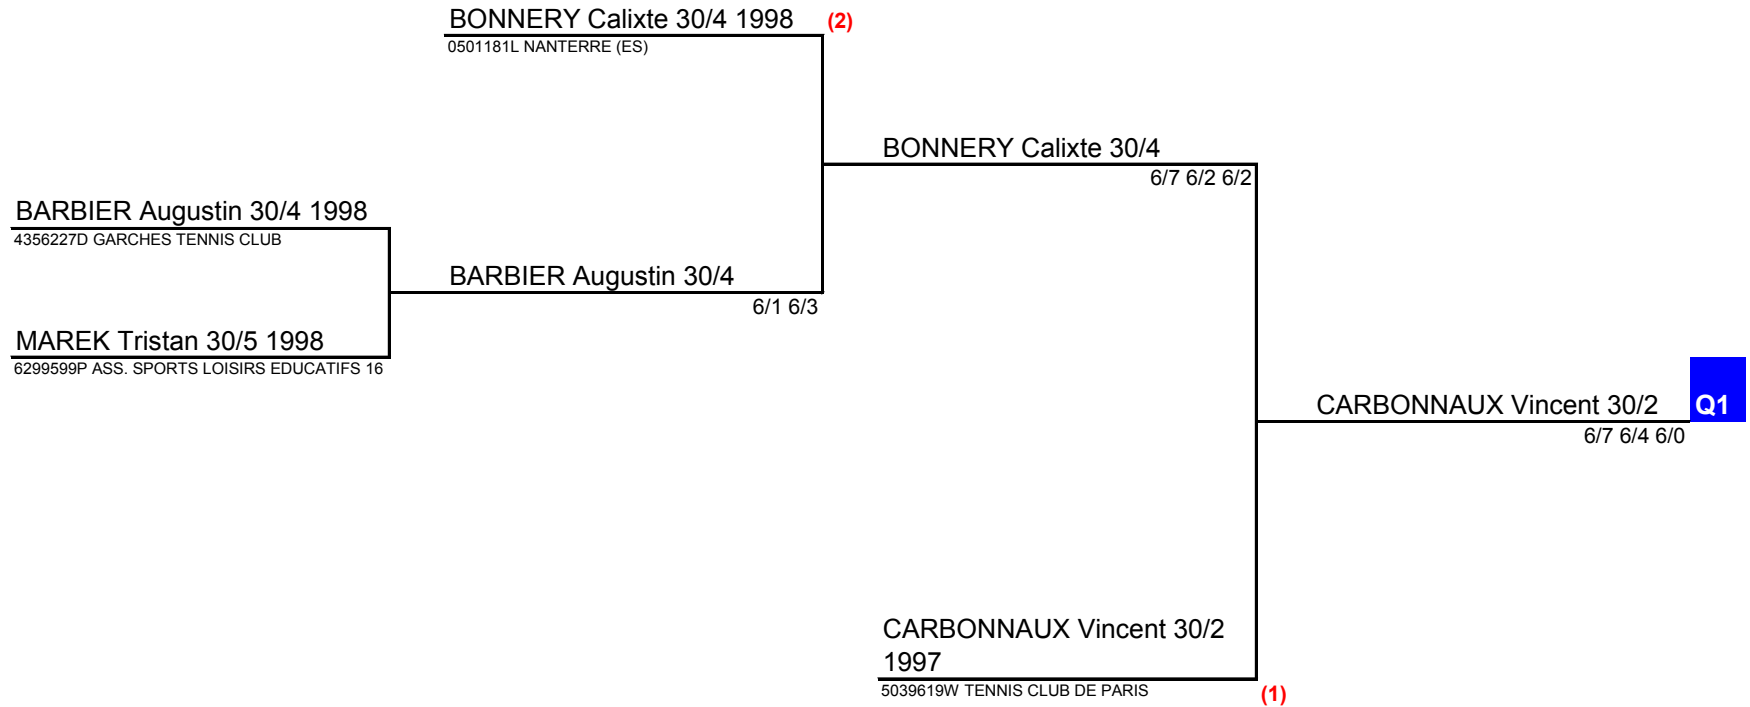 BONNERY Calixte 30/4 1998 (2)
0501181L NANTERRE (ES)
BONNERY Calixte 30/4
6/7 6/2 6/2
BARBIER Augustin 30/4 1998
4356227D GARCHES TENNIS CLUB
BARBIER Augustin 30/4
6/1 6/3
MAREK Tristan 30/5 1998
6299599P ASS. SPORTS LOISIRS EDUCATIFS 16
CARBONNAUX Vincent 30/2 Q1
6/7 6/4 6/0
CARBONNAUX Vincent 30/2
1997
5039619W TENNIS CLUB DE PARIS (1)